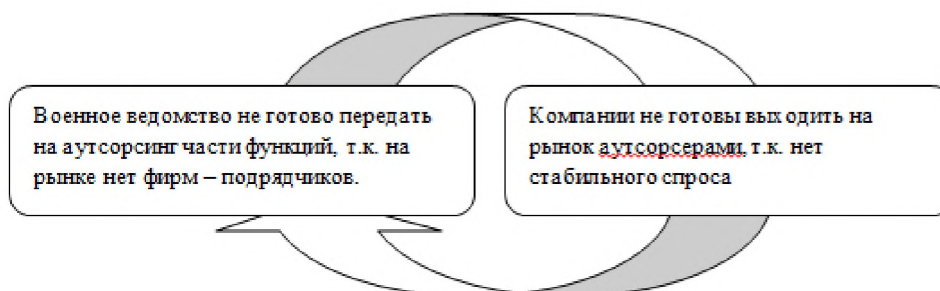 Военное ведомство не готово передать
на аутсорсинг части функций, т.к. на
рынке нет фирм – подрядчиков.
Компании не готовы выходить на
рынок аутсорсерами, т.к. нет
стабильного спроса